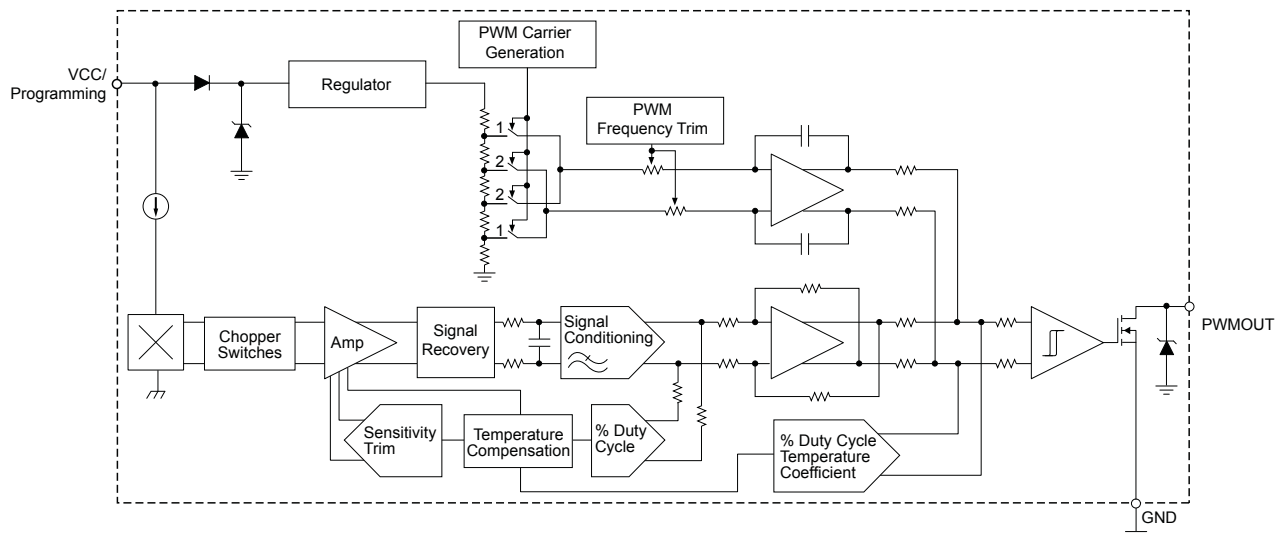 PWM Carrier
Generation
VCC/
Programming
Regulator
PWM
Frequency Trim
1
2
2
1
Chopper
Switches
Amp
Signal
Recovery
Signal
Conditioning
PWMOUT
Sensitivity
Trim
Temperature
Compensation
% Duty
Cycle
% Duty Cycle
Temperature
Coefficient
GND